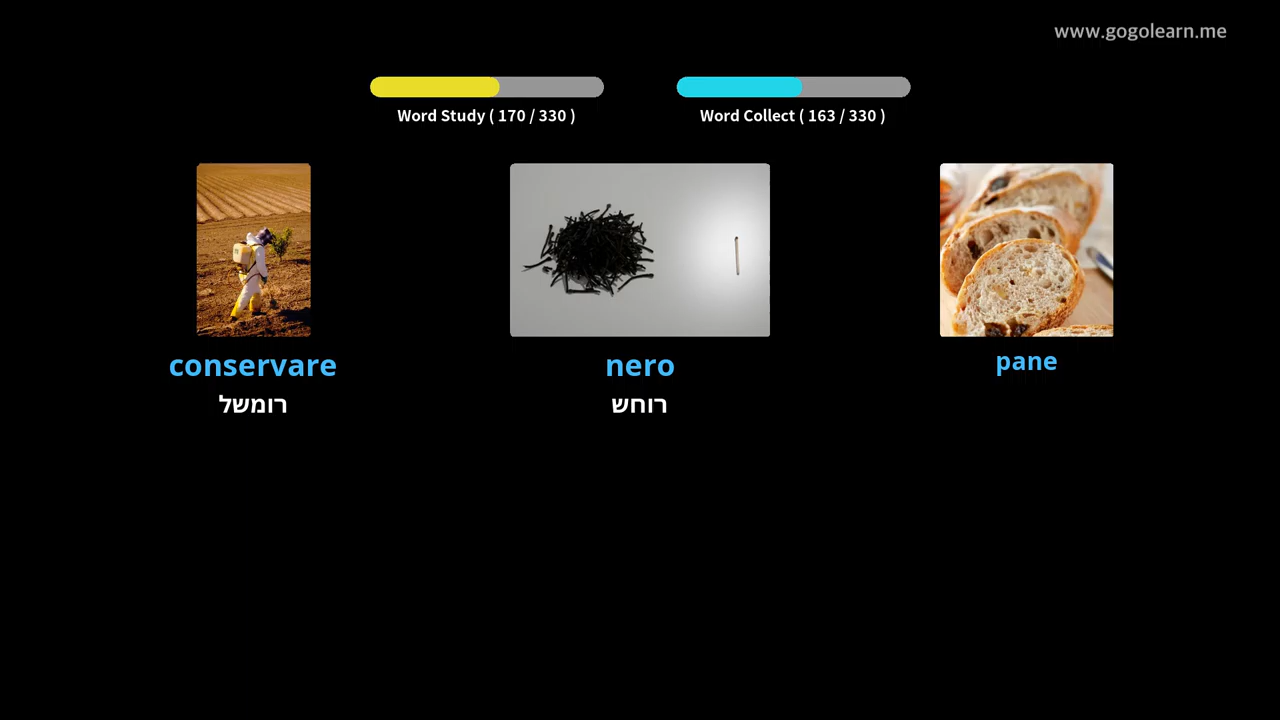 www.gogolearn.me
Word Study ( 170 / 330 )
Word Collect ( 163 / 330 )
conservare
רומשל
nero
רוחש
pane